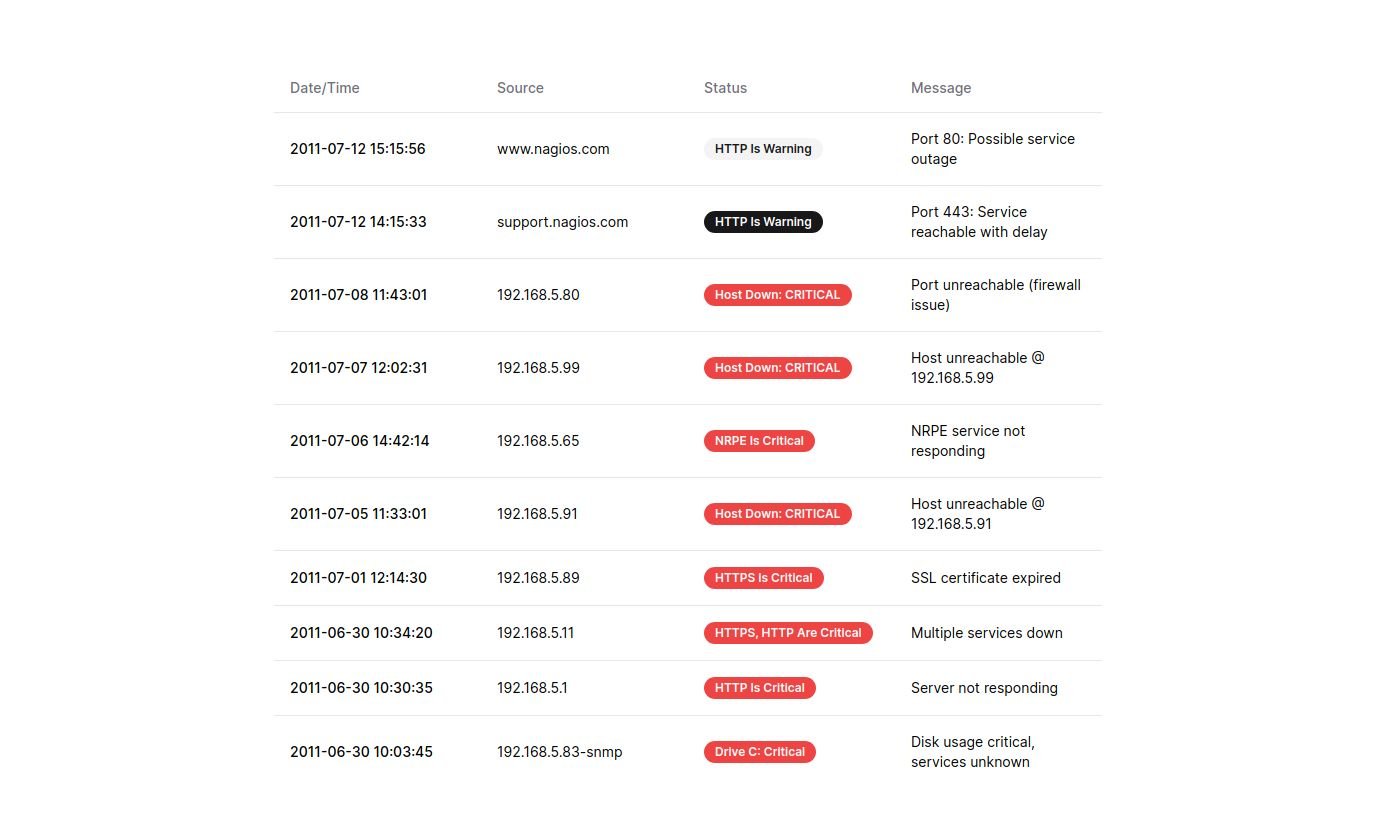 Date/Time Source Status Message
2011-07-12 15:15:56 www.nagios.com HTTP Is Warning Port 80: Possible service
outage
2011-07-12 14:15:33 support.nagios.com HTTP Is Warning Port 443: Service
reachable with delay
2011-07-08 11:43:01 192.168.5.80 Host Down: CRITICAL Port unreachable (firewall
issue)
2011-07-07 12:02:31 192.168.5.99 Host Down: CRITICAL Host unreachable @
192.168.5.99
2011-07-06 14:42:14 192.168.5.65 NRPE Is Critical NRPE service not
responding
2011-07-05 11:33:01 192.168.5.91 Host Down: CRITICAL Host unreachable @
192.168.5.91
2011-07-01 12:14:30 192.168.5.89 HTTPS Is Critical SSL certificate expired
2011-06-30 10:34:20 192.168.5.11 HTTPS, HTTP Are Critical Multiple services down
2011-06-30 10:30:35 192.168.5.1 HTTP Is Critical Server not responding
2011-06-30 10:03:45 192.168.5.83-snmp Drive C: Critical Disk usage critical,
services unknown